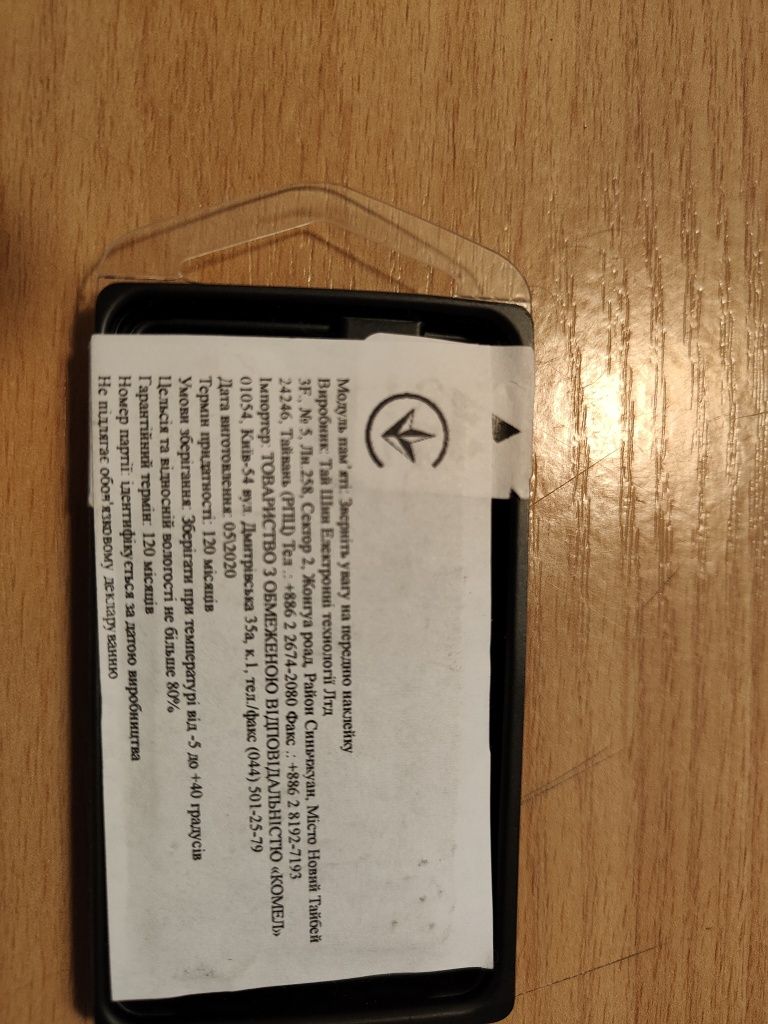 Модуль пам'яті. Зверніть увагу на передню наклейку
Виробник: Тай Шин Електронні технології Лтд
3F., № 5, Лн 258, Сектор 2, Жонгуа роад, Район Синьчжуан, Місто Новий Тайбей
24246, Тайвань (РПЦ) Тел .: +886 2 2674-2080 Факс .: +886 2 8192-7193
Імпортер: ТОВАРИСТВО З ОБМЕЖЕНОЮ ВІДПОВІДАЛЬНІСТЮ «КОМЕЛ»
01054, Київ-54 вул. Дмитрівська 35а, к.1, тел./факс (044) 501-25-79
Дата виготовлення: 05\2020
Термін придатності: 120 місяців
Умови зберігання: Зберігати при температурі від -5 до +40 градусів
Цельсія та відносній вологості не більше 80%
Гарантійний термін: 120 місяців
Номер партії: ідентифікується за датою виробництва
Не підлягає обов'язковому декларуванню